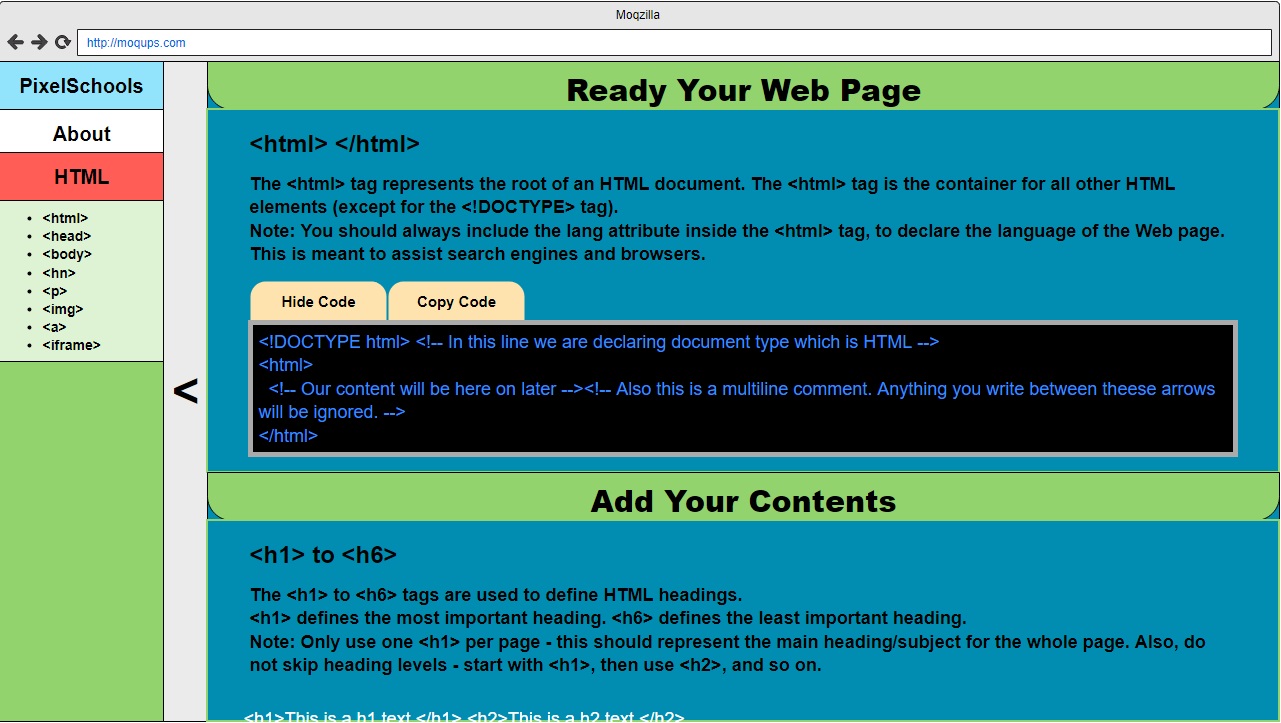 Moqzilla
http://moqups.com
PixelSchools
About
HTML
<html>
<head>
<body>
<hn>
<p>
<img>
<a>
<iframe>
<
Ready Your Web Page
<html> </html>
The <html> tag represents the root of an HTML document. The <html> tag is the container for all other HTML
elements (except for the <!DOCTYPE> tag).
Note: You should always include the lang attribute inside the <html> tag, to declare the language of the Web page.
This is meant to assist search engines and browsers.
Hide Code
Copy Code
<!DOCTYPE html> <!-- In this line we are declaring document type which is HTML -->
<html>
<!-- Our content will be here on later --><!-- Also this is a multiline comment. Anything you write between theese arrows
will be ignored. -->
</html>
Add Your Contents
<h1> to <h6>
The <h1> to <h6> tags are used to define HTML headings.
<h1> defines the most important heading. <h6> defines the least important heading.
Note: Only use one <h1> per page - this should represent the main heading/subject for the whole page. Also, do
not skip heading levels - start with <h1>, then use <h2>, and so on.
<h1>This is a h1 text </h1> <h2>This is a h2 text </h2>